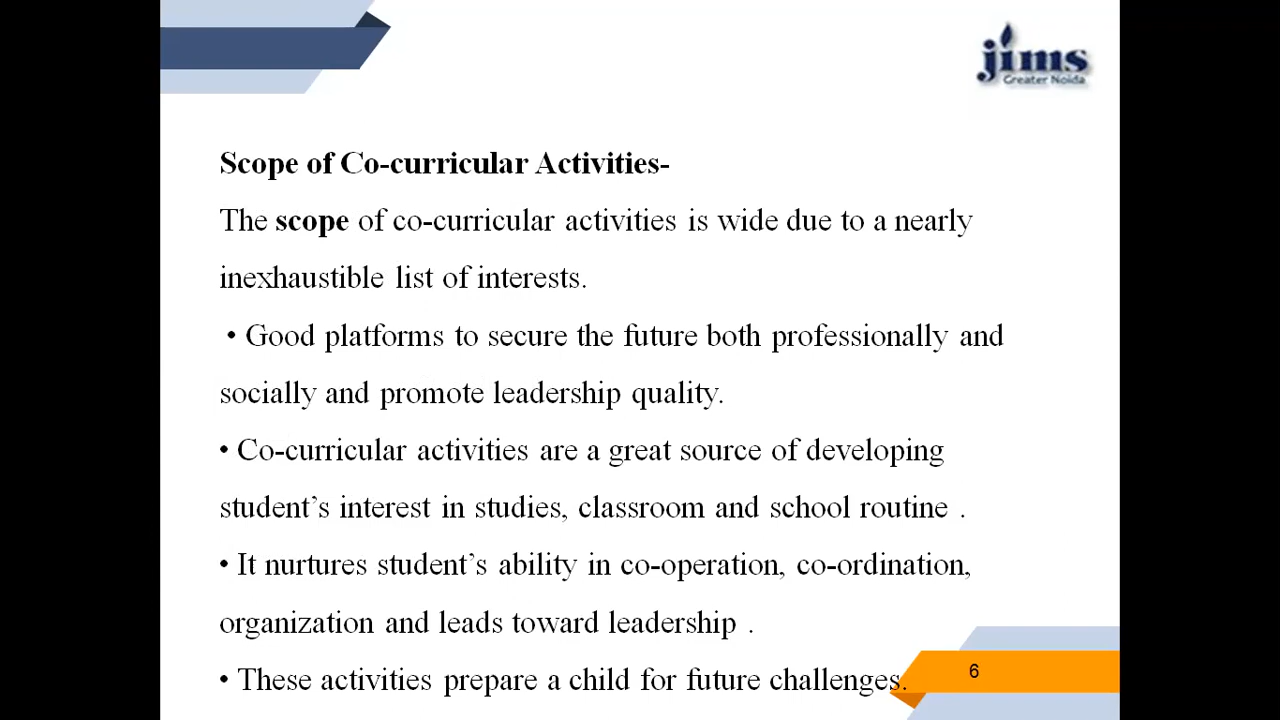 jims
Greater Noida
Scope of Co-curricular Activities-
The scope of co-curricular activities is wide due to a nearly
inexhaustible list of interests.
• Good platforms to secure the future both professionally and
socially and promote leadership quality.
• Co-curricular activities are a great source of developing
student’s interest in studies, classroom and school routine .
• It nurtures student’s ability in co-operation, co-ordination,
organization and leads toward leadership .
• These activities prepare a child for future challenges.
6